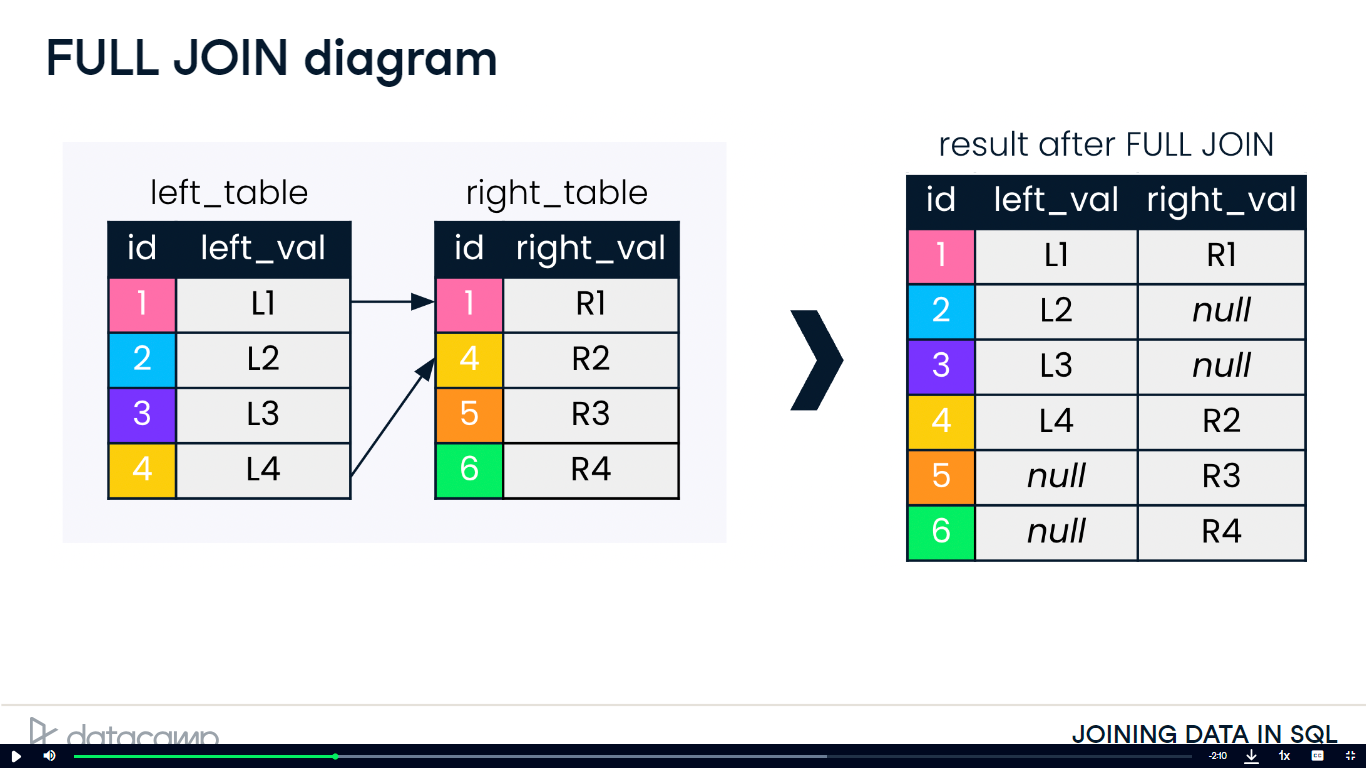 FULL JOIN diagram
left_table
id left_val
1 L1
2 L2
3 L3
4 L4
right_table
id right_val
1 R1
4 R2
5 R3
6 R4
result after FULL JOIN
id left_val right_val
1 L1 R1
2 L2 null
3 L3 null
4 L4 R2
5 null R3
6 null R4
datacamp
JOINING DATA IN SQL
-2:10
1x
CC